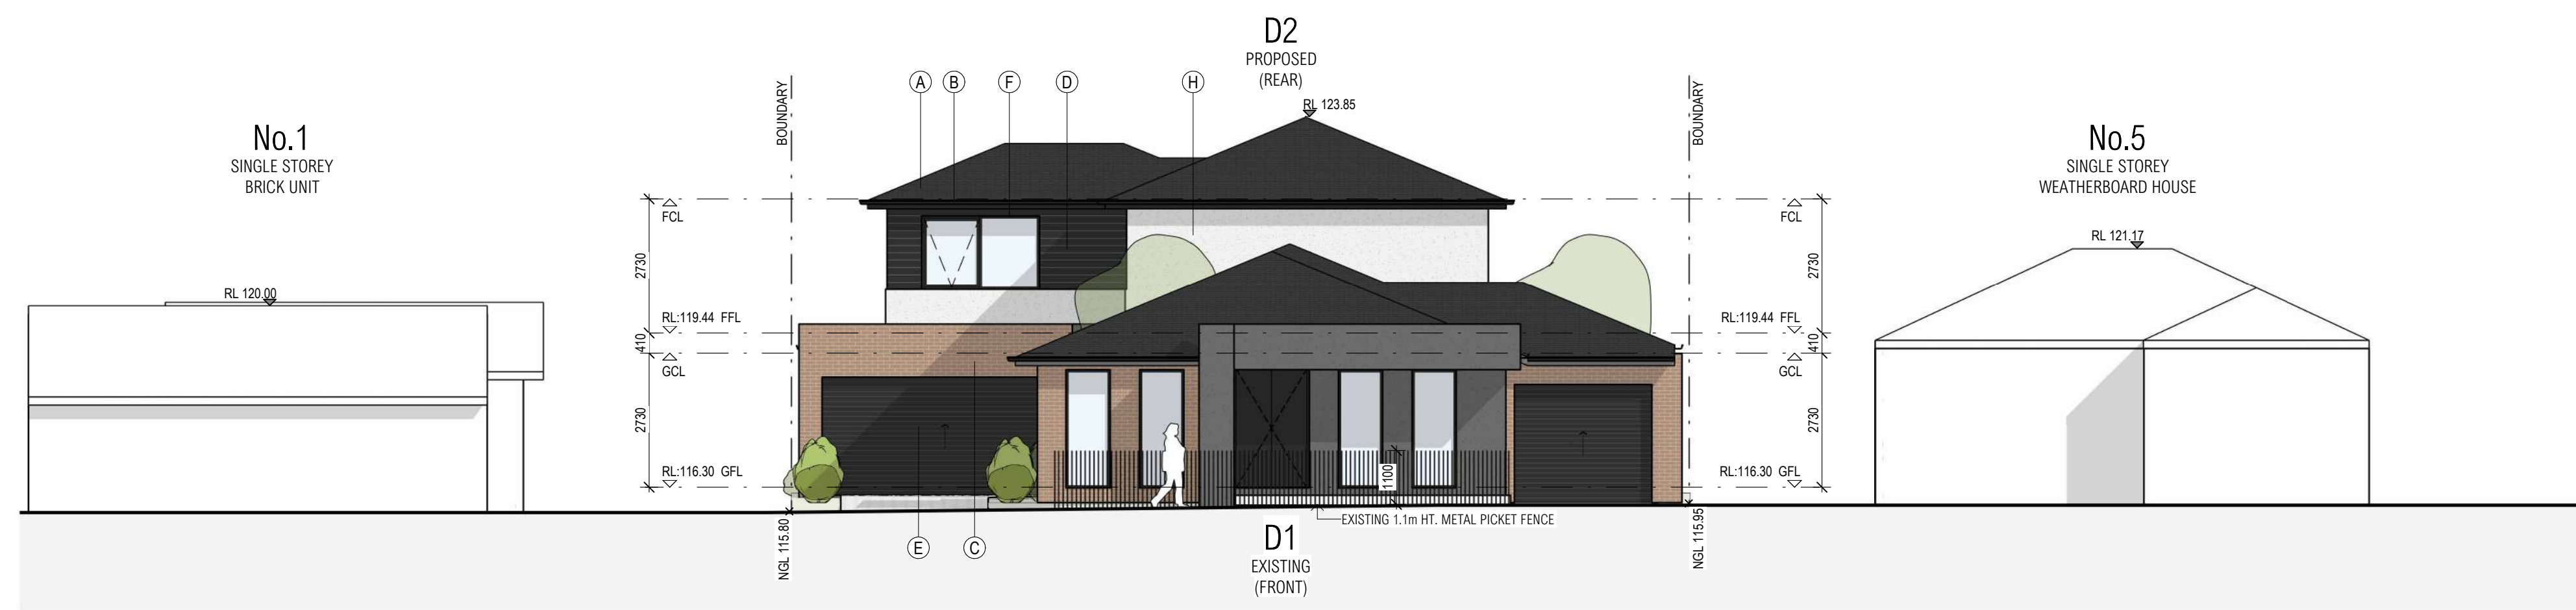 D2
PROPOSED
(REAR)
A
B
F
D
H
RL 123.85
BOUNDARY
BOUNDARY
No.1
SINGLE STOREY
BRICK UNIT
No.5
SINGLE STOREY
WEATHERBOARD HOUSE
RL 120.00
RL 121.17
FCL
2730
RL:119.44 FFL
410
GCL
2730
RL:116.30 GFL
FCL
2730
RL:119.44 FFL
410
GCL
2730
RL:116.30 GFL
1100
EXISTING 1.1m HT. METAL PICKET FENCE
NGL 115.80
NGL 115.95
E
C
D1
EXISTING
(FRONT)